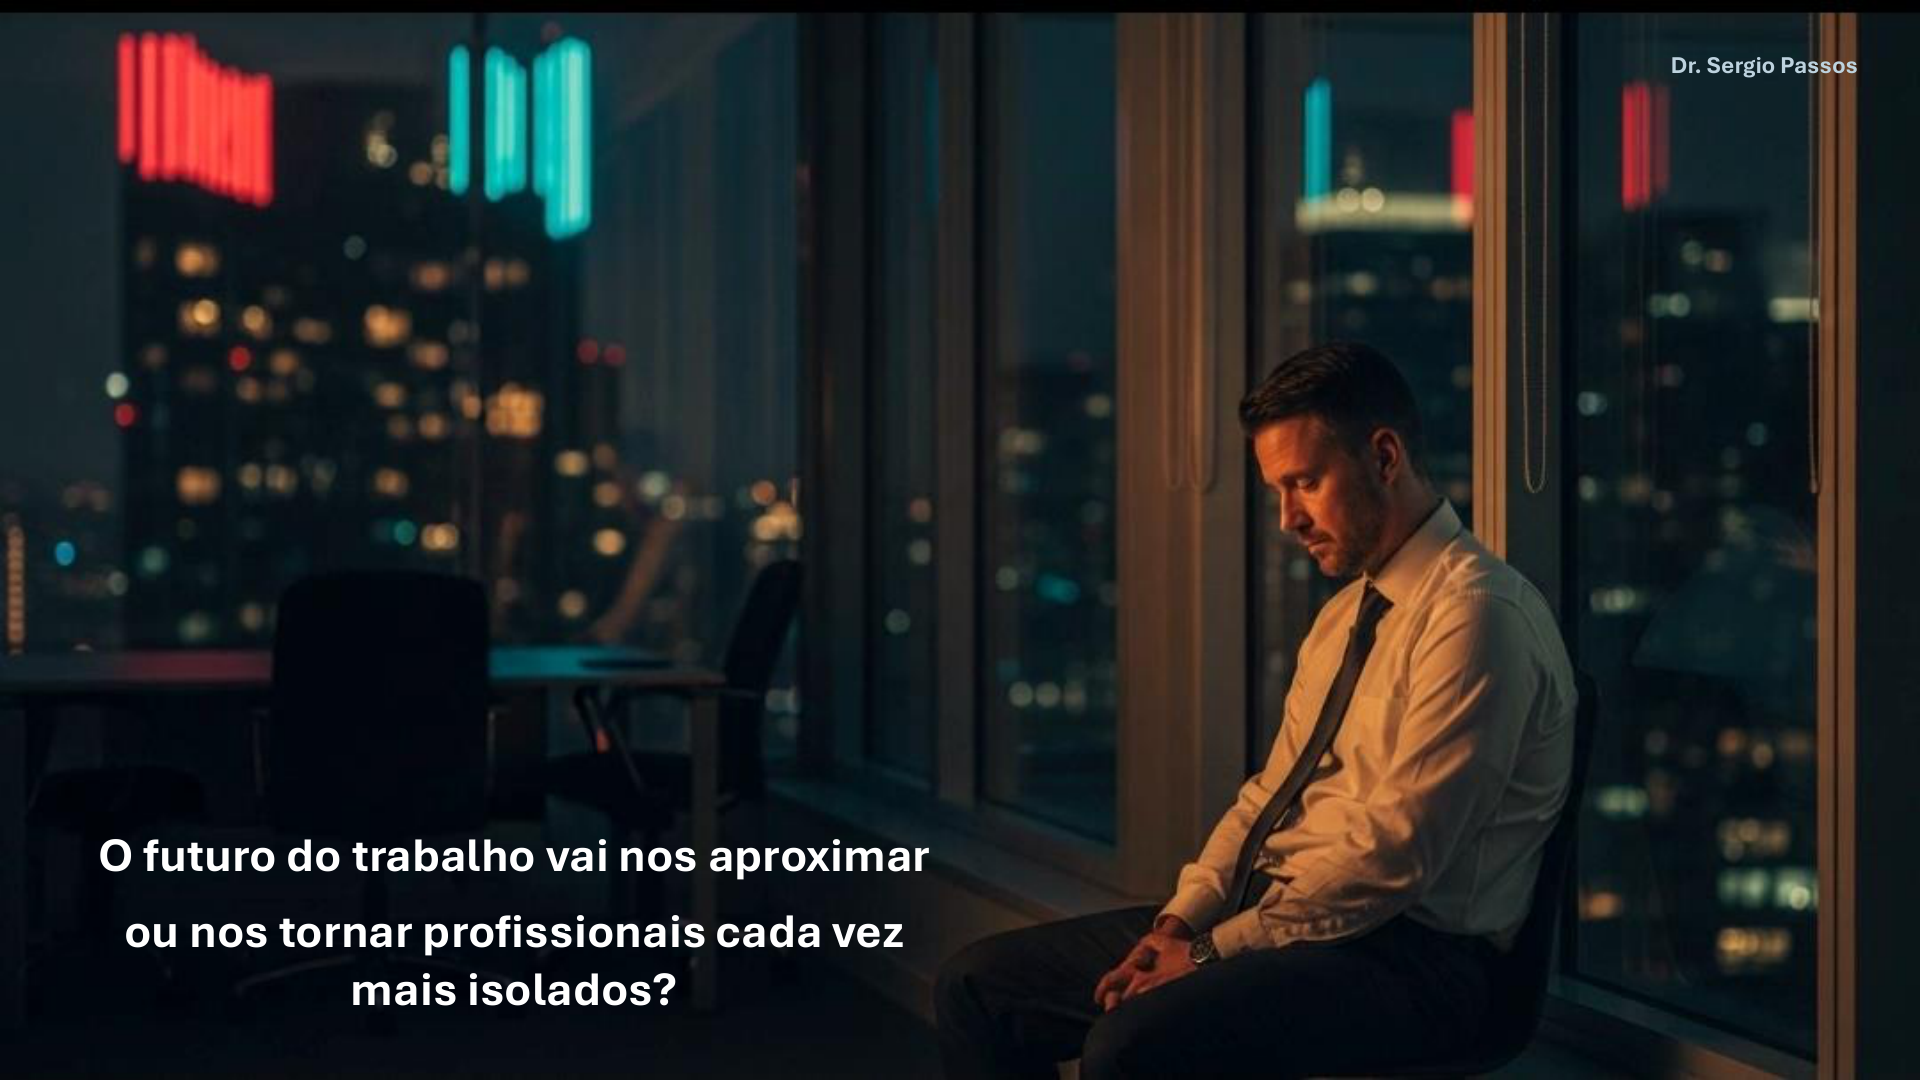 Dr. Sergio Passos
O futuro do trabalho vai nos aproximar
ou nos tornar profissionais cada vez
mais isolados?